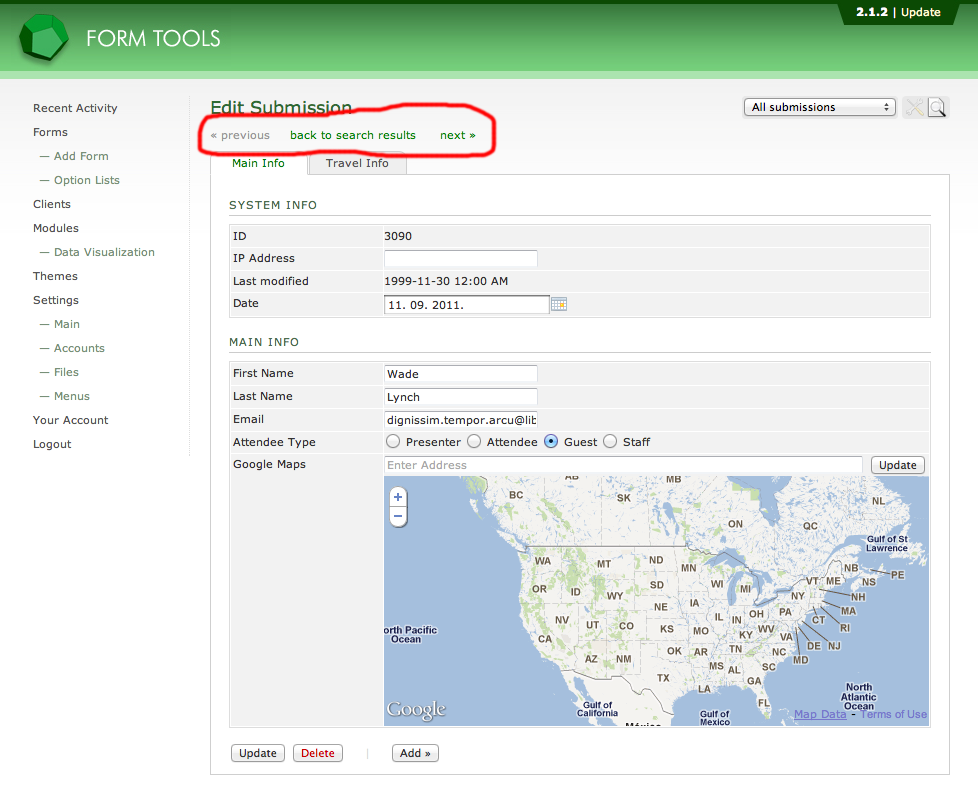 2.1.2 | Update
FORM TOOLS
Recent Activity
Forms
— Add Form
— Option Lists
Clients
Modules
— Data Visualization
Themes
Settings
— Main
— Accounts
— Files
— Menus
Your Account
Logout
Edit Submission
All submissions
« previous back to search results next »
Main Info Travel Info
SYSTEM INFO
ID 3090
IP Address
Last modified 1999-11-30 12:00 AM
Date 11. 09. 2011.
MAIN INFO
First Name Wade
Last Name Lynch
Email dignissim.tempor.arcu@lib
Attendee Type Presenter Attendee Guest Staff
Google Maps Enter Address Update
AB MB
BC SK NL
ON QC
Gulf of St
Lawrence
WA MT ND MN NB PE
OR ID WY SD WI MI VT ME NS
NE IA NY NH
MA
NV UT CO KS MO IL IN OH PA CT RI
CA KY WV VA DE NJ
AZ NM OK AR TN NC MD
MS AL SC
TX LA GA
FL
orth Pacific
Ocean
North
Atlantic
Ocean
Gulf of
California
Gulf of
Mexico
México
Google
Map Data - Terms of Use
Update Delete | Add »